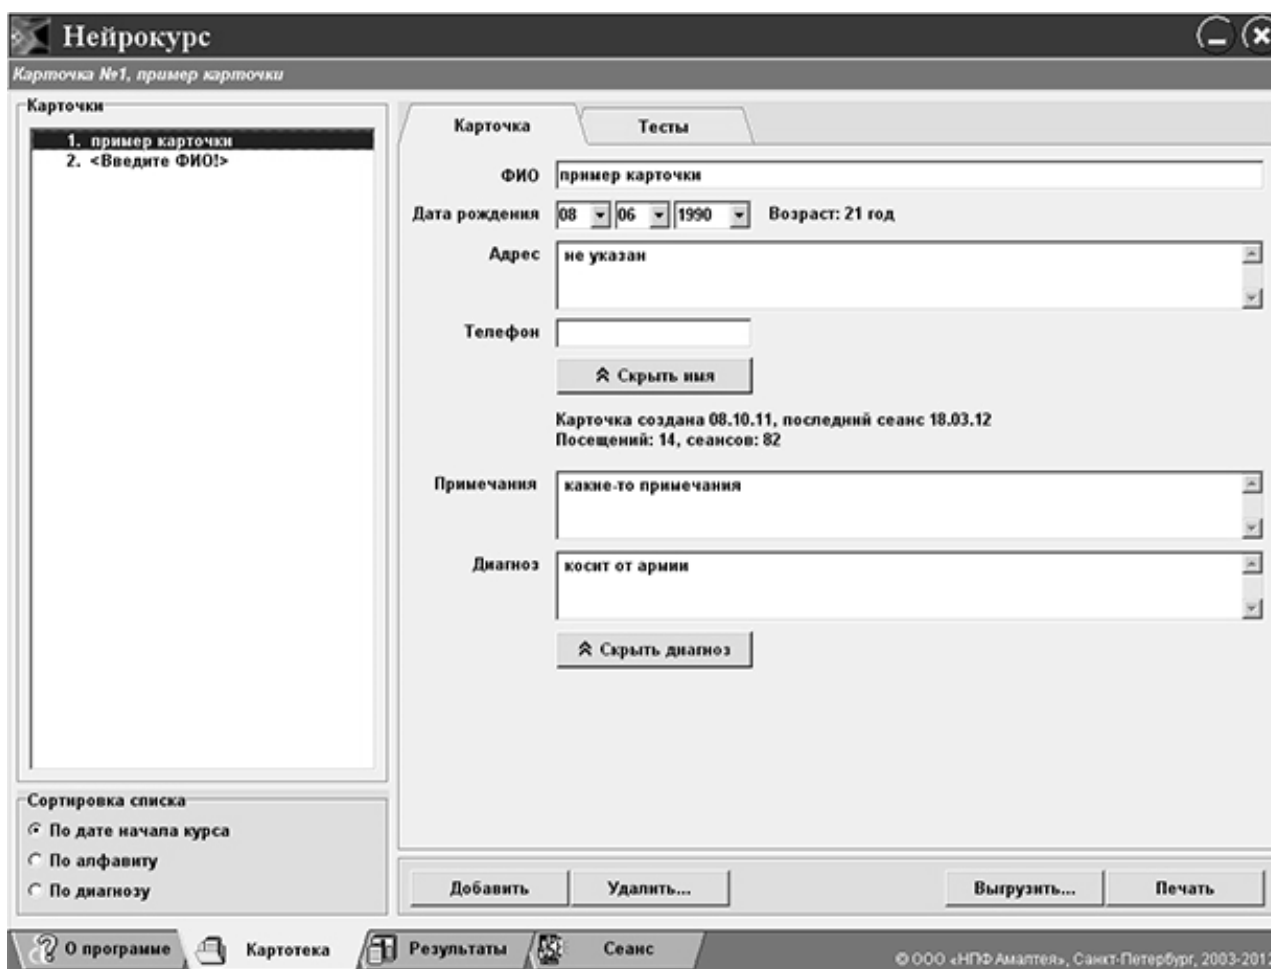 Нейрокурс
Карточка №1, пример карточки
Карточки
1. пример карточки
2. <Введите ФИО!>
Сортировка списка
По дате начала курса
По алфавиту
По диагнозу
Карточка
Тесты
ФИО
пример карточки
Дата рождения
08 06 1990 Возраст: 21 год
Адрес
не указан
Телефон
Скрыть имя
Карточка создана 08.10.11, последний сеанс 18.03.12
Посещений: 14, сеансов: 82
Примечания
какие-то примечания
Диагноз
косит от армии
Скрыть диагноз
Добавить
Удалить...
Выгрузить...
Печать
О программе
Картотека
Результаты
Сеанс
© ООО «НПФ Амалтея», Санкт-Петербург, 2003-2012